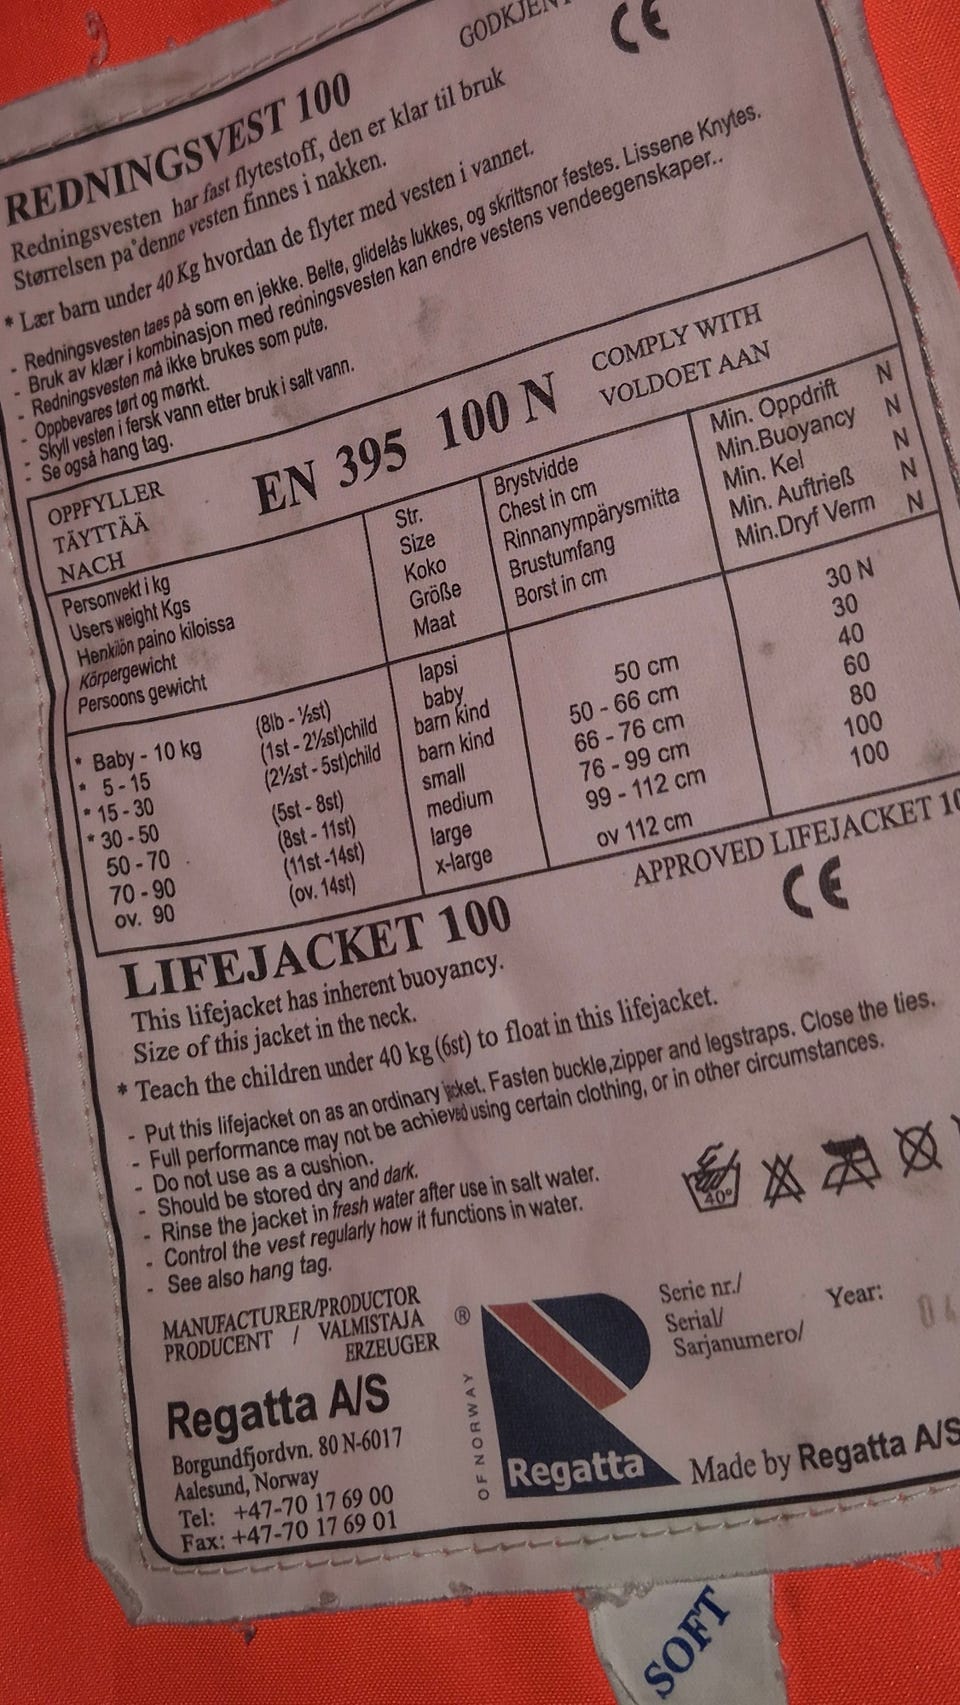 GODKJENT
CE
REDNINGSVEST 100
Redningsvesten har fast flytestoff, den er klar til bruk
Størrelsen på denne vesten finnes i nakken.
* Lær barn under 40 Kg hvordan de flyter med vesten i vannet.
- Redningsvesten taes på som en jekke. Belte, glidelås lukkes, og skrittsnor festes. Lissene Knytes.
- Bruk av klær i kombinasjon med redningsvesten kan endre vestens vendeegenskaper..
- Redningsvesten må ikke brukes som pute.
- Oppbevares tørt og mørkt.
- Skyll vesten i fersk vann etter bruk i salt vann.
- Se også hang tag.
OPPFYLLER
TÄYTTÄÄ
NACH
EN 395 100 N
COMPLY WITH
VOLDOET AAN
Personvekt i kg
Users weight Kgs
Henkilön paino kiloissa
Körpergewicht
Persoons gewicht
Str.
Size
Koko
Größe
Maat
Brystvidde
Chest in cm
Rinnanympärysmitta
Brustumfang
Borst in cm
Min. Oppdrift N
Min.Buoyancy N
Min. Kel N
Min. Auftrieß N
Min.Dryf Verm N
* Baby - 10 kg (8lb - ½st) lapsi 30 N
* 5 - 15 (1st - 2½st)child baby 50 cm 30
* 15 - 30 (2½st - 5st)child barn kind 50 - 66 cm 40
* 30 - 50 (5st - 8st) barn kind 66 - 76 cm 60
50 - 70 (8st - 11st) small 76 - 99 cm 80
70 - 90 (11st -14st) medium 99 - 112 cm 100
ov. 90 (ov. 14st) large ov 112 cm 100
x-large
APPROVED LIFEJACKET 10
CE
LIFEJACKET 100
This lifejacket has inherent buoyancy.
Size of this jacket in the neck.
* Teach the children under 40 kg (6st) to float in this lifejacket.
- Put this lifejacket on as an ordinary jicket. Fasten buckle,zipper and legstraps. Close the ties.
- Full performance may not be achieved using certain clothing, or in other circumstances.
- Do not use as a cushion.
- Should be stored dry and dark.
- Rinse the jacket in fresh water after use in salt water.
- Control the vest regularly how it functions in water.
- See also hang tag.
40°
MANUFACTURER/PRODUCTOR
PRODUCENT / VALMISTAJA
ERZEUGER
Regatta A/S
Borgundfjordvn. 80 N-6017
Aalesund, Norway
Tel: +47-70 17 69 00
Fax: +47-70 17 69 01
®
OF NORWAY
Regatta
Serie nr./
Serial/
Sarjanumero/
Year: 04
Made by Regatta A/S
SOFT